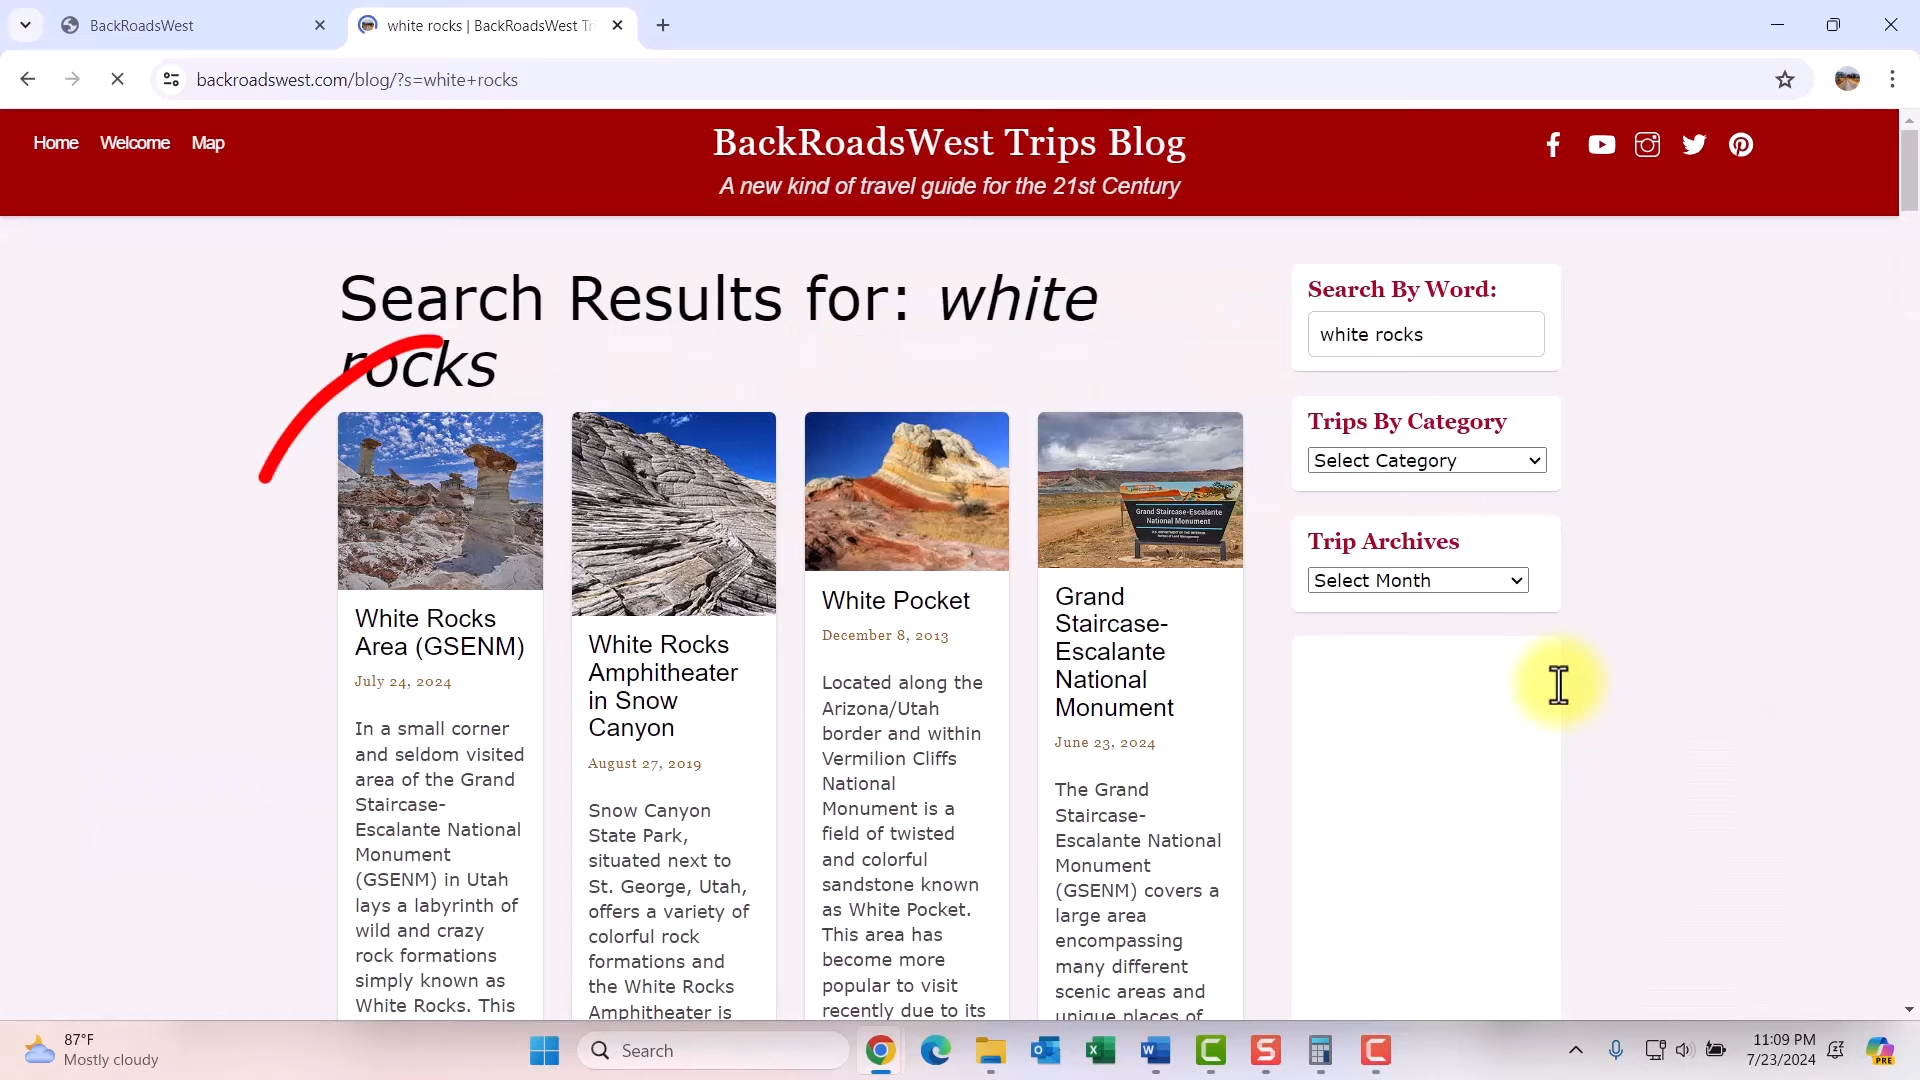 BackRoadsWest
white rocks | BackRoadsWest Tr
backroadswest.com/blog/?s=white+rocks
Home Welcome Map
BackRoadsWest Trips Blog
A new kind of travel guide for the 21st Century
Search Results for: white
rocks
White Rocks
Area (GSENM)
July 24, 2024
In a small corner
and seldom visited
area of the Grand
Staircase-
Escalante National
Monument
(GSENM) in Utah
lays a labyrinth of
wild and crazy
rock formations
simply known as
White Rocks. This
White Rocks
Amphitheater
in Snow
Canyon
August 27, 2019
Snow Canyon
State Park,
situated next to
St. George, Utah,
offers a variety of
colorful rock
formations and
the White Rocks
Amphitheater is
White Pocket
December 8, 2013
Located along the
Arizona/Utah
border and within
Vermilion Cliffs
National
Monument is a
field of twisted
and colorful
sandstone known
as White Pocket.
This area has
become more
popular to visit
recently due to its
Grand Staircase-Escalante
National Monument
Grand
Staircase-
Escalante
National
Monument
June 23, 2024
The Grand
Staircase-
Escalante National
Monument
(GSENM) covers a
large area
encompassing
many different
scenic areas and
unique places of
Search By Word:
white rocks
Trips By Category
Select Category
Trip Archives
Select Month
87°F
Mostly cloudy
Search
11:09 PM
7/23/2024
PRE